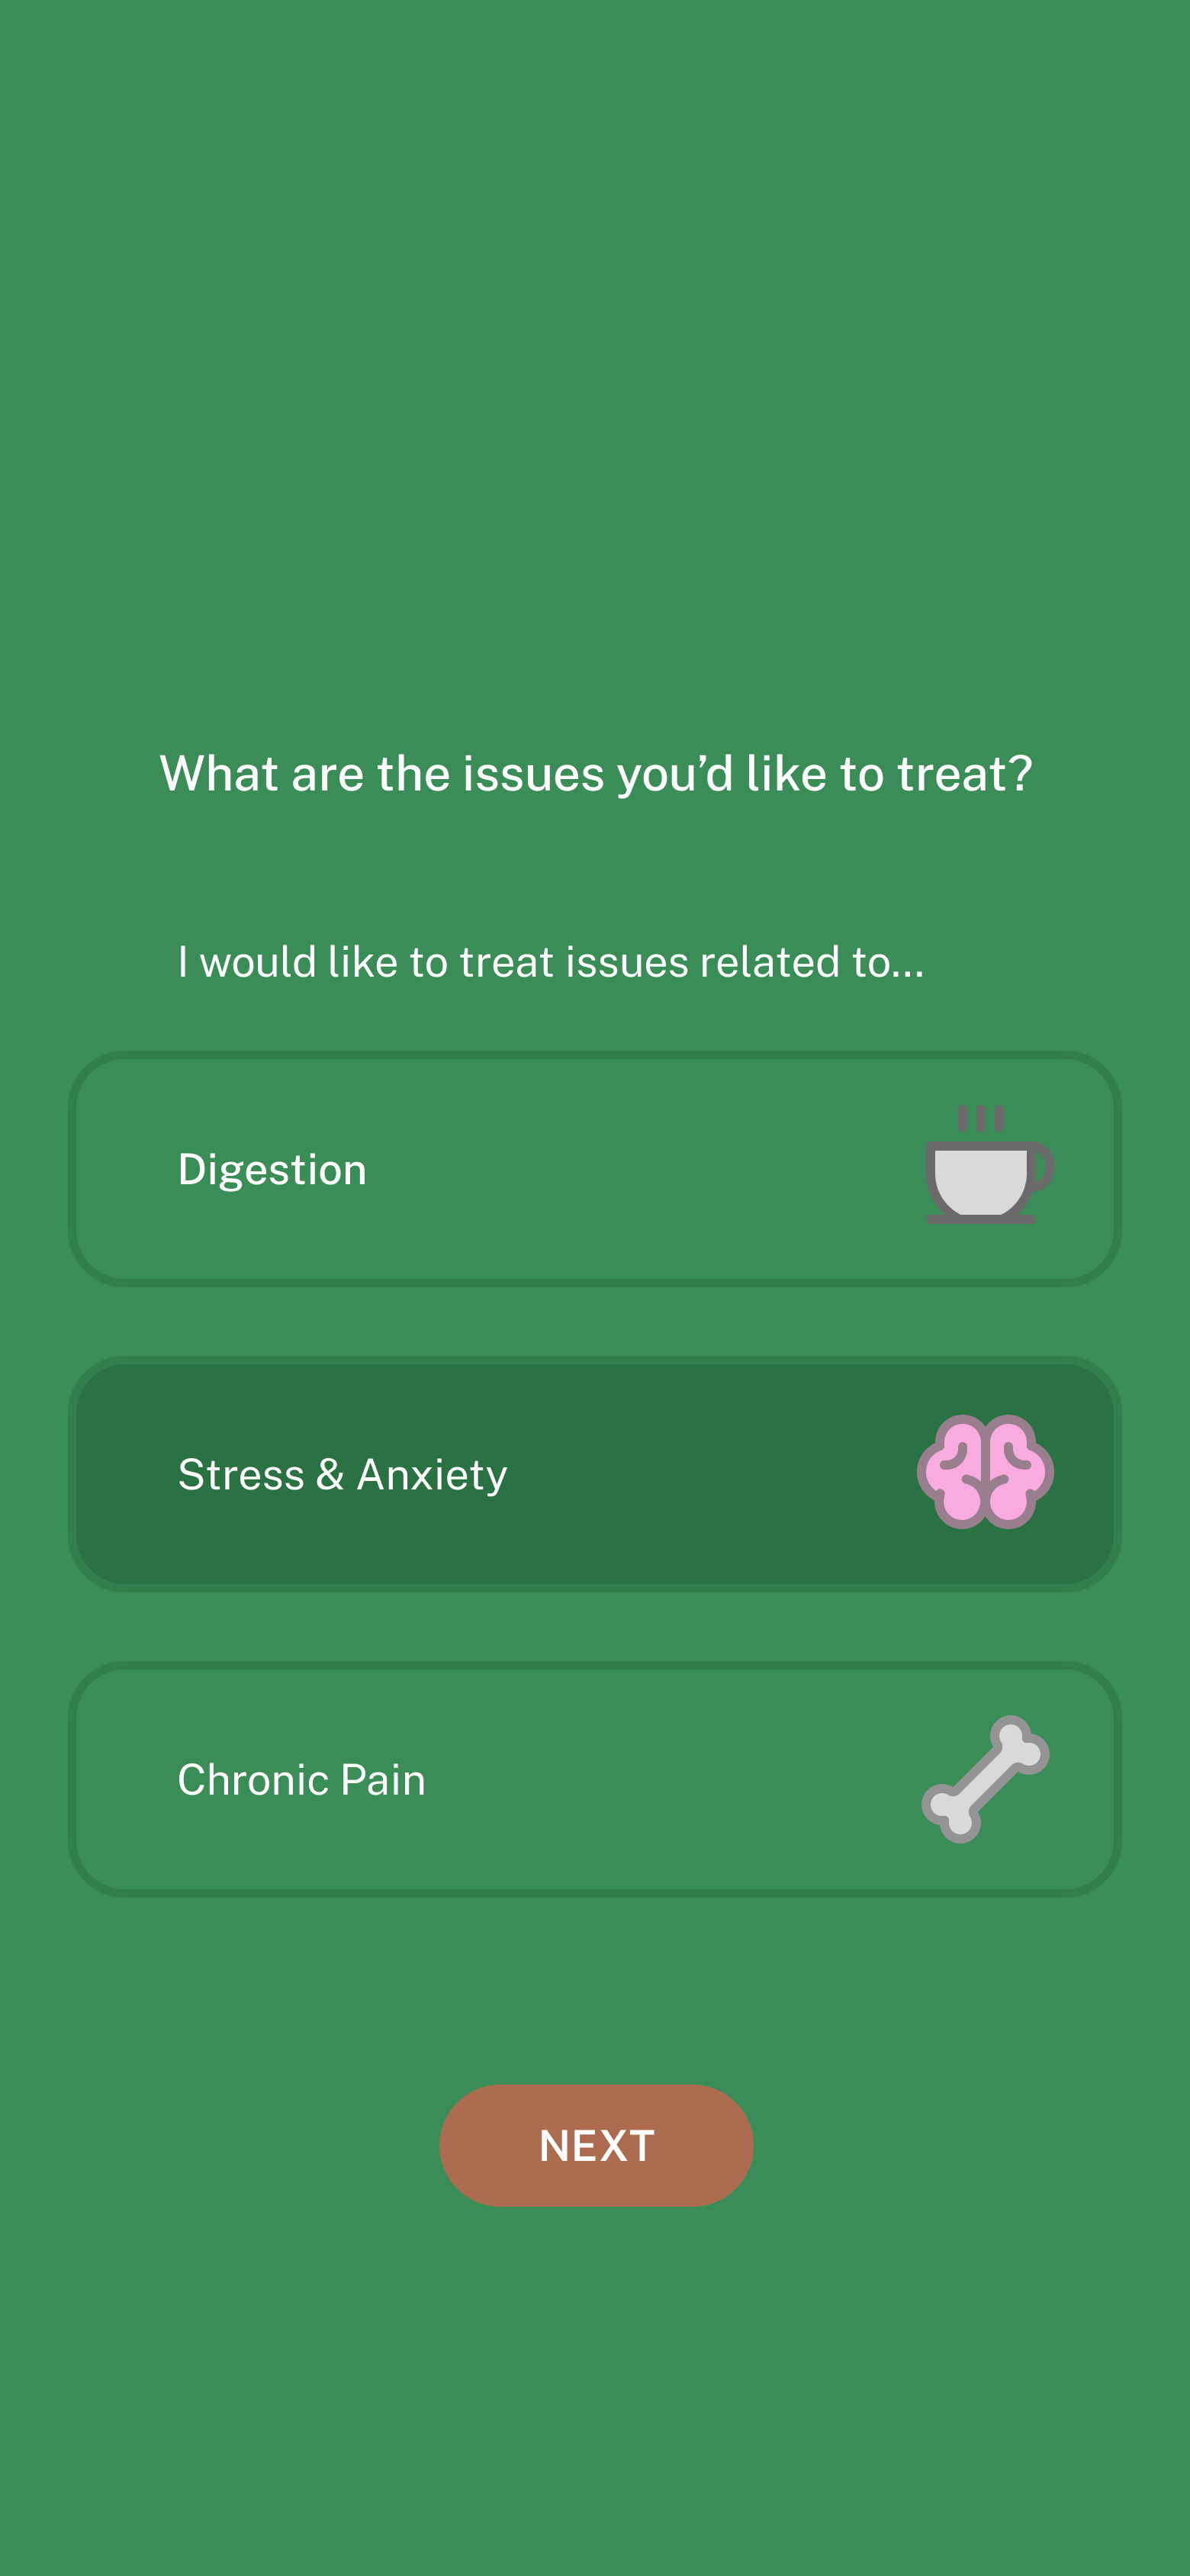 What are the issues you’d like to treat?
I would like to treat issues related to...
Digestion
Stress & Anxiety
Chronic Pain
NEXT